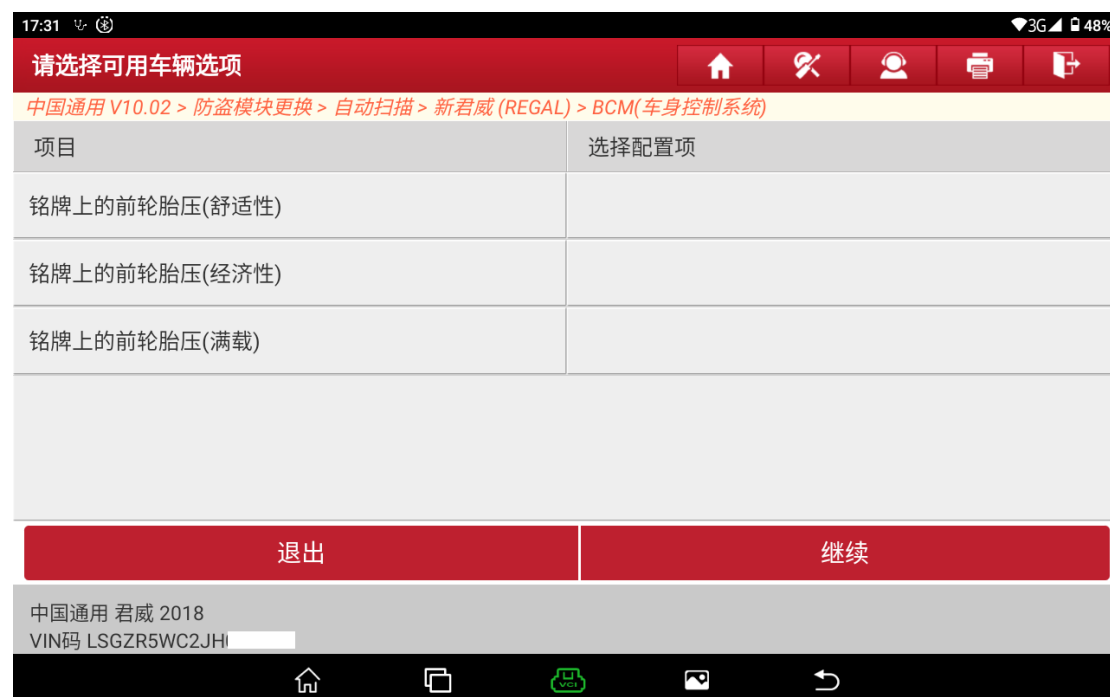 17:31
3G 48%
请选择可用车辆选项
中国通用 V10.02 > 防盗模块更换 > 自动扫描 > 新君威 (REGAL) > BCM(车身控制系统)
项目 选择配置项
铭牌上的前轮胎压(舒适性)
铭牌上的前轮胎压(经济性)
铭牌上的前轮胎压(满载)
退出 继续
中国通用 君威 2018
VIN码 LSGZR5WC2JH
VCI